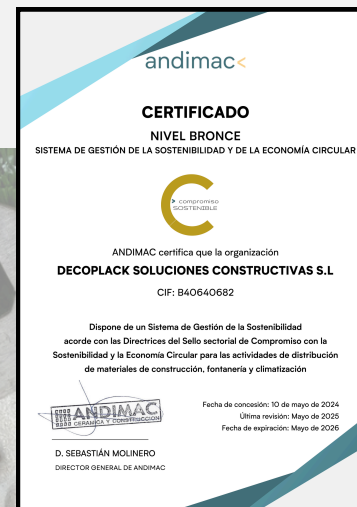 andimac<
CERTIFICADO
NIVEL BRONCE
SISTEMA DE GESTIÓN DE LA SOSTENIBILIDAD Y DE LA ECONOMÍA CIRCULAR
compromiso
SOSTENIBLE
ANDIMAC certifica que la organización
DECOPLACK SOLUCIONES CONSTRUCTIVAS S.L
CIF: B40640682
Dispone de un Sistema de Gestión de la Sostenibilidad
acorde con las Directrices del Sello sectorial de Compromiso con la
Sostenibilidad y la Economía Circular para las actividades de distribución
de materiales de construcción, fontanería y climatización
ANDIMAC
CERÁMICA Y CONSTRUCCIÓN
Fecha de concesión: 10 de mayo de 2024
Última revisión: Mayo de 2025
Fecha de expiración: Mayo de 2026
D. SEBASTIÁN MOLINERO
DIRECTOR GENERAL DE ANDIMAC